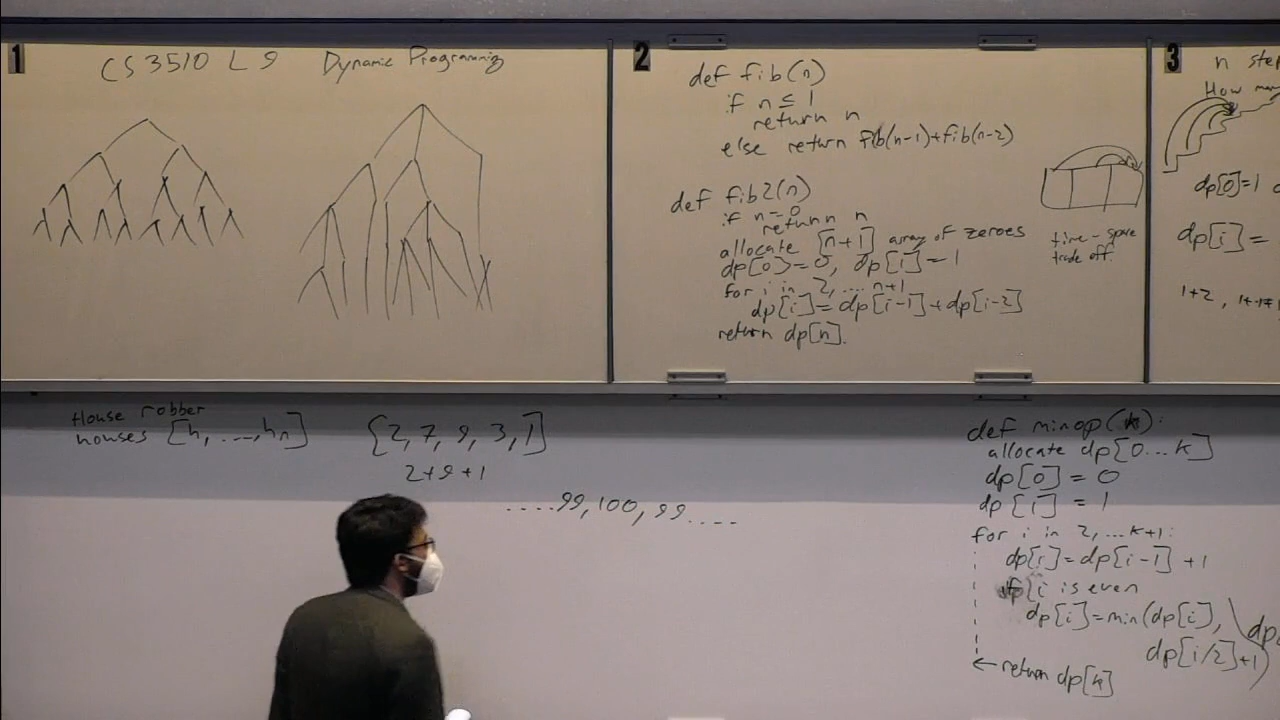 1
CS 3510 L 9 Dynamic Programming
2
def fib(n)
if n ≤ 1
return n
else return fib(n-1)+fib(n-2)
def fib2(n)
if n=0
return n
allocate [n+1] array of zeroes
dp[0]=0, dp[1]=1
for i in 2, ... n+1
dp[i]=dp[i-1]+dp[i-2]
return dp[n].
time-space
trade off.
3
n step
How man
dp[0]=1
dp[i]=
1+2, 1+1+1
House robber
houses [h, ..., hn]
[2, 7, 9, 3, 1]
2+9+1
....99, 100, 99....
def minop(k):
allocate dp[0...k]
dp[0] = 0
dp[1] = 1
for i in 2, ...k+1:
dp[i]=dp[i-1] +1
if i is even
dp[i]=min(dp[i],
dp[i/2]+1)
return dp[k]